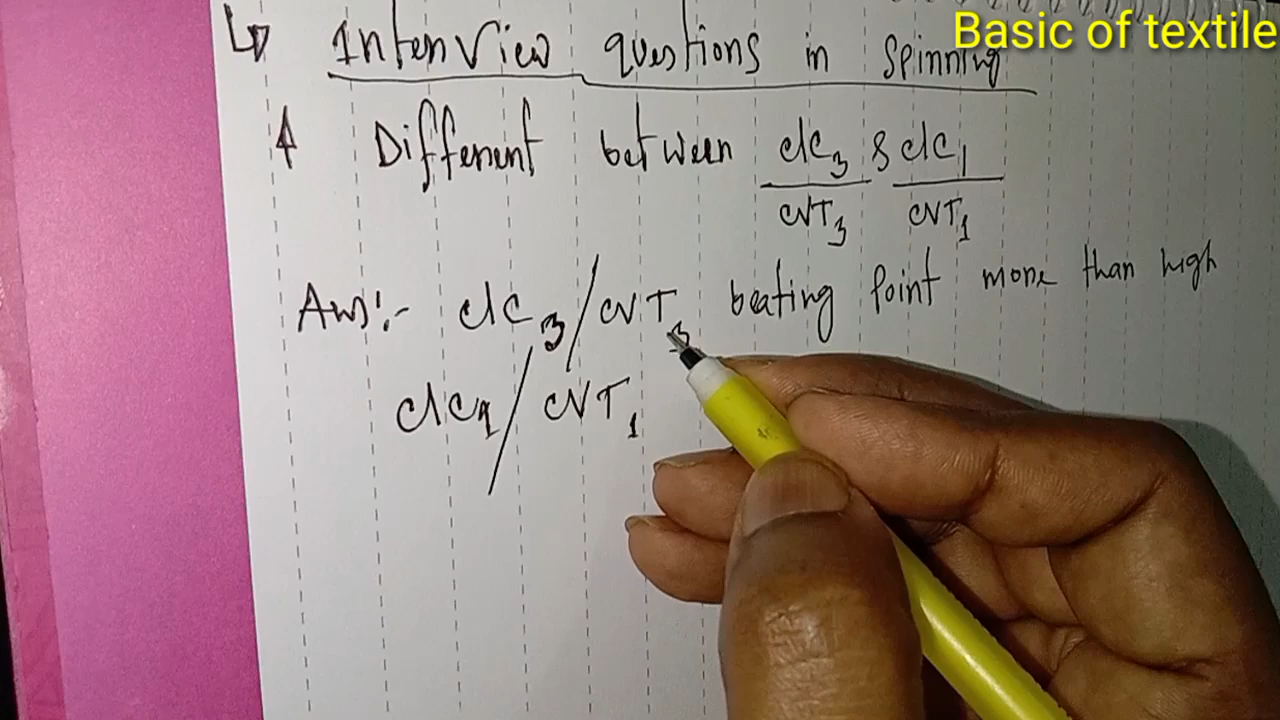 Basic of textile
Interview questions in spinning
Different between clc3 & clc1
CVT3 CVT1
Ans:- clc3/CVT3 beating point more than high
clc1/CVT1